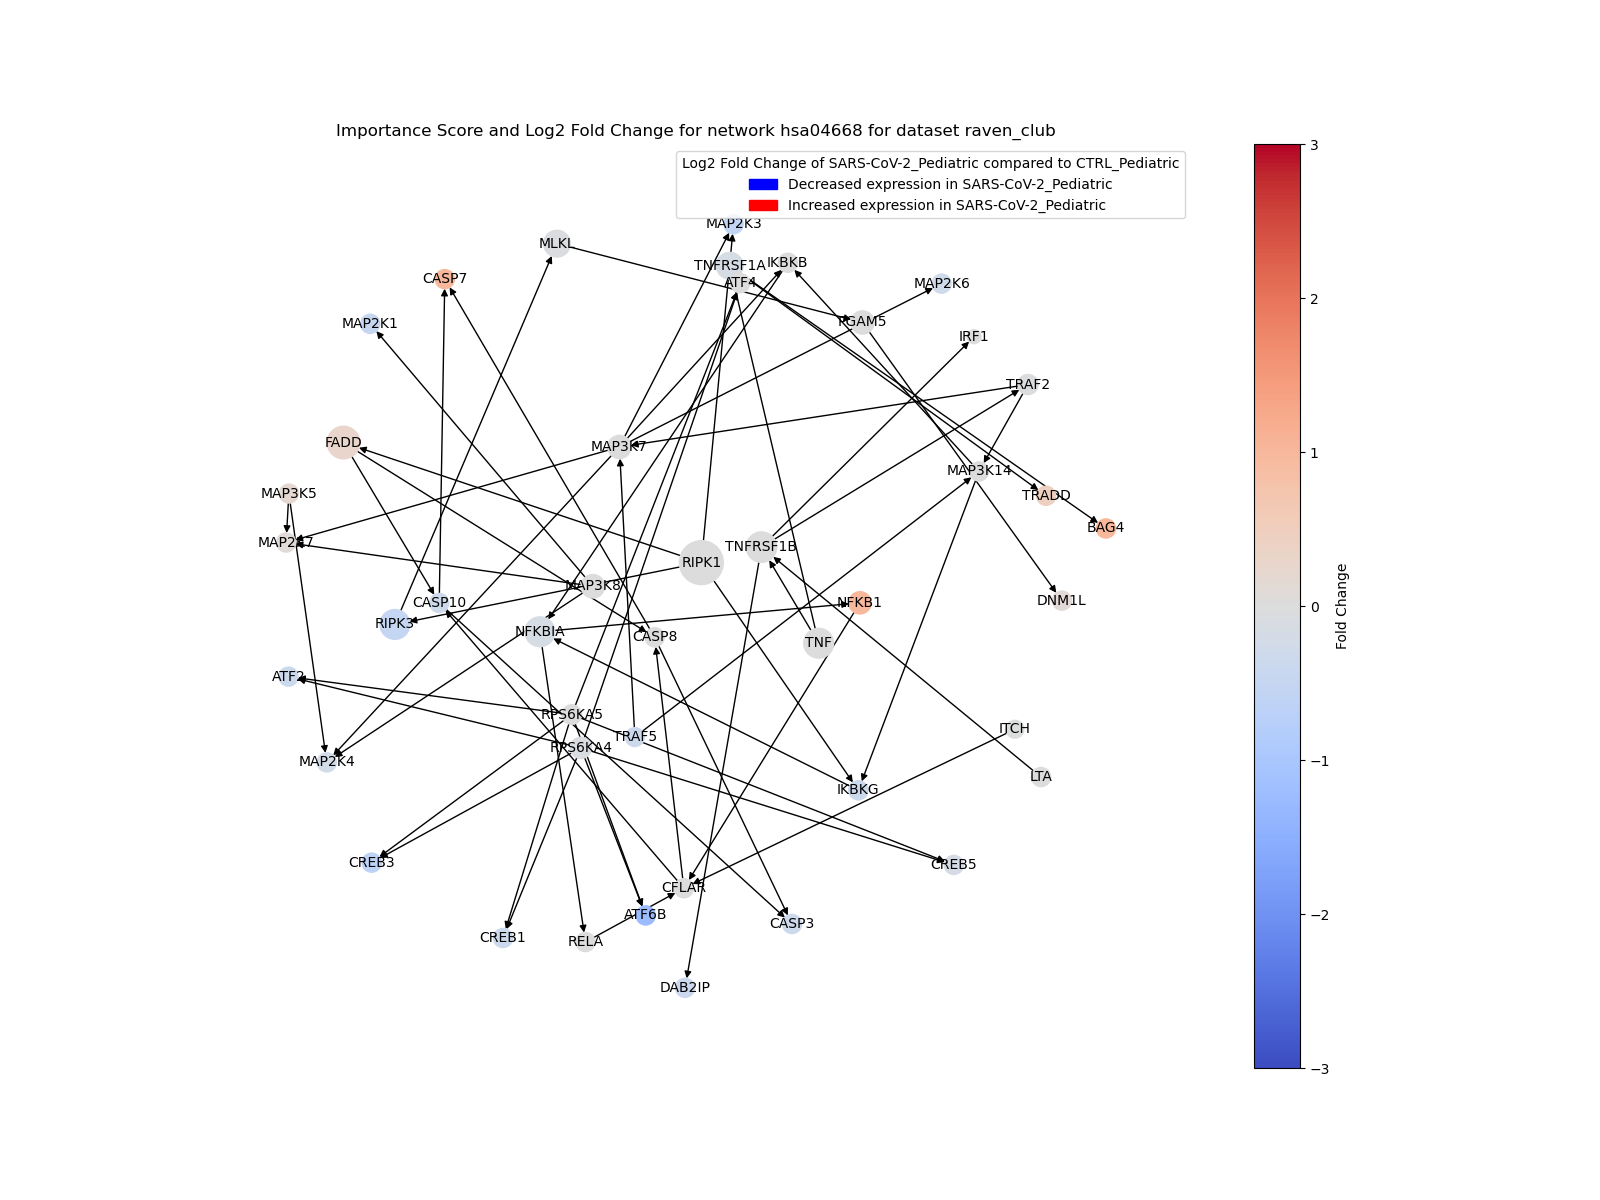 Importance Score and Log2 Fold Change for network hsa04668 for dataset raven_club
Log2 Fold Change of SARS-CoV-2_Pediatric compared to CTRL_Pediatric
Decreased expression in SARS-CoV-2_Pediatric
Increased expression in SARS-CoV-2_Pediatric
MAP2K3
MLKL
TNFRSF1A
IKBKB
CASP7
ATF4
MAP2K6
MAP2K1
PGAM5
IRF1
TRAF2
FADD
MAP3K7
MAP3K14
MAP3K5
TRADD
BAG4
MAP2K7
TNFRSF1B
RIPK1
MAP3K8
CASP10
NFKB1
DNM1L
RIPK3
NFKBIA
CASP8
TNF
ATF2
RPS6KA5
TRAF5
ITCH
RPS6KA4
MAP2K4
LTA
IKBKG
CREB3
CREB5
CFLAR
ATF6B
CASP3
CREB1
RELA
DAB2IP
3
2
1
0
−1
−2
−3
Fold Change